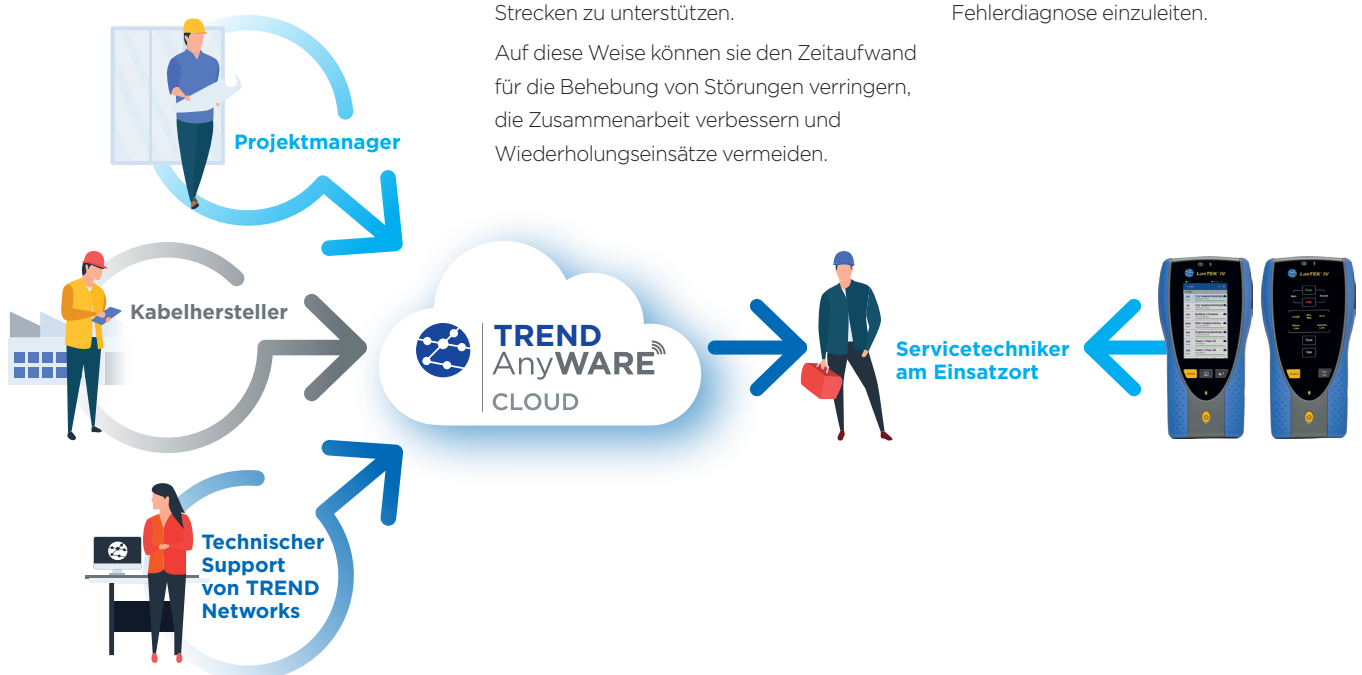 Strecken zu unterstützen.
Auf diese Weise können sie den Zeitaufwand
für die Behebung von Störungen verringern,
die Zusammenarbeit verbessern und
Wiederholungseinsätze vermeiden.
Fehlerdiagnose einzuleiten.
Projektmanager
Kabelhersteller
Technischer
Support
von TREND
Networks
TREND
AnyWARE
CLOUD
Servicetechniker
am Einsatzort
LanTEK IV
LanTEK IV